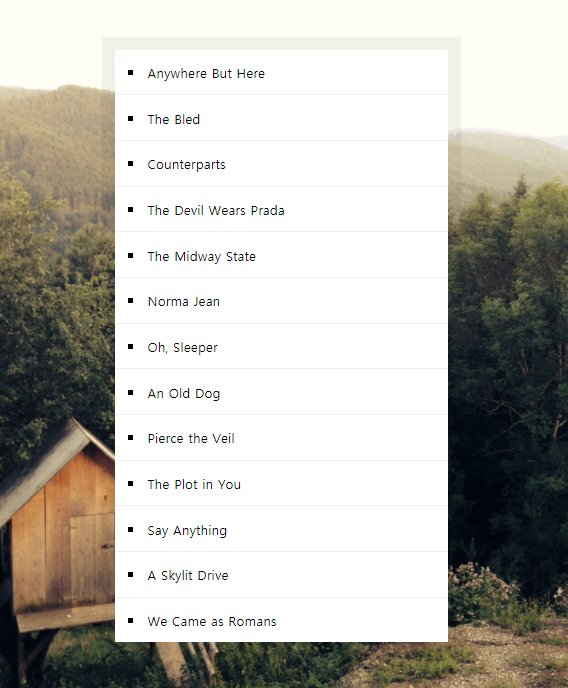 Anywhere But Here
The Bled
Counterparts
The Devil Wears Prada
The Midway State
Norma Jean
Oh, Sleeper
An Old Dog
Pierce the Veil
The Plot in You
Say Anything
A Skylit Drive
We Came as Romans